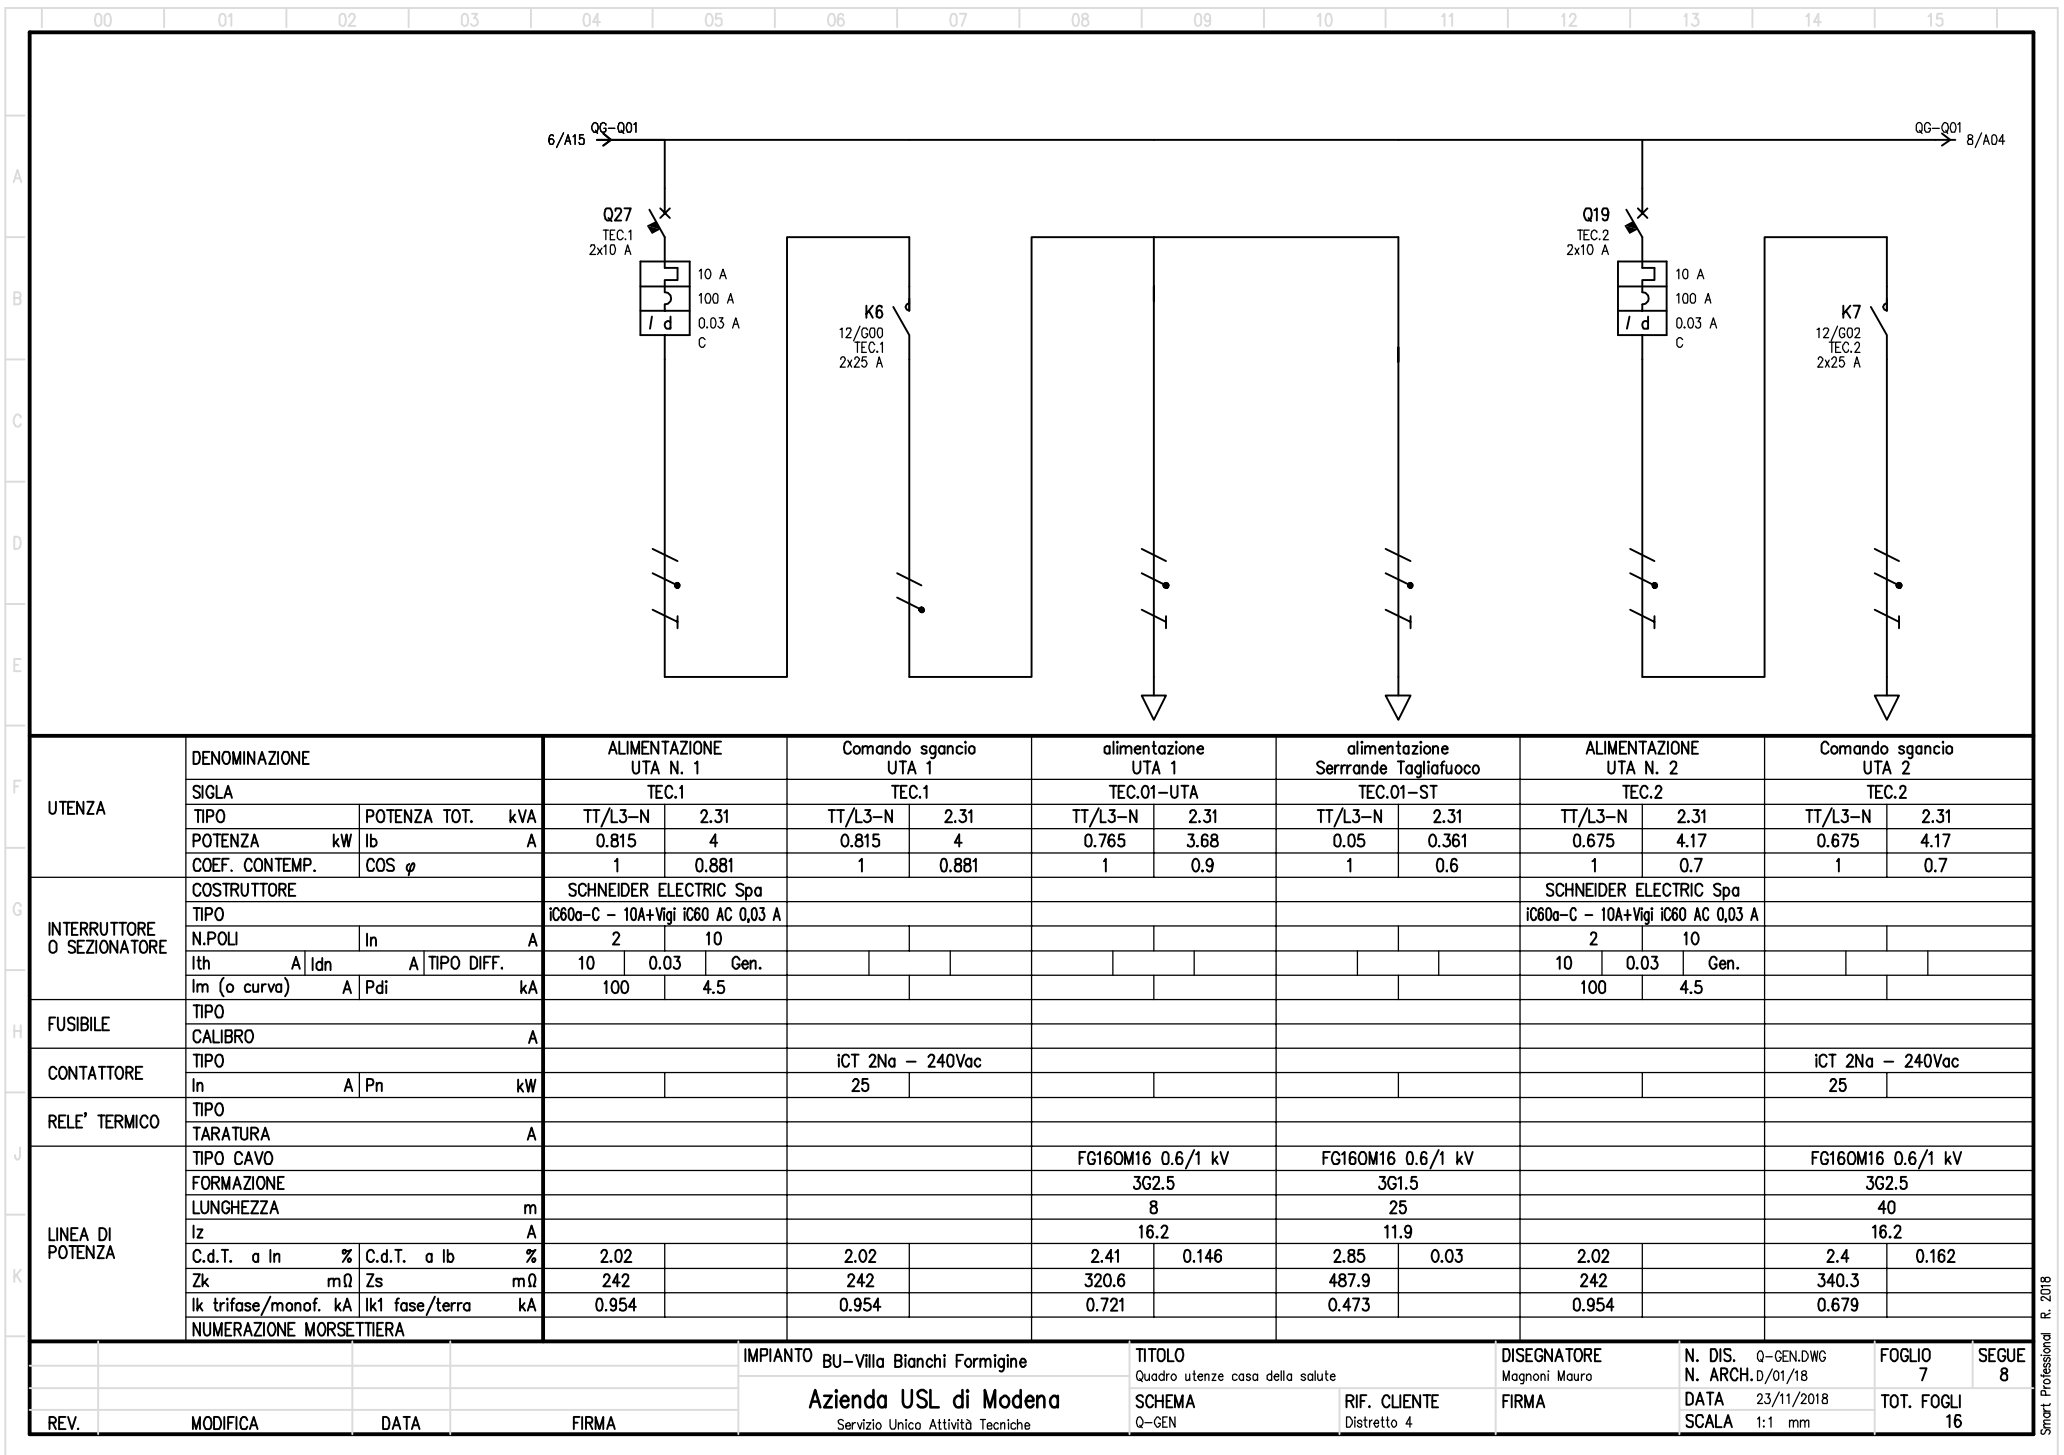 00 01 02 03 04 05 06 07 08 09 10 11 12 13 14 15
A
B
C
D
E
F
G
H
J
K
6/A15 QG-Q01
QG-Q01 8/A04
Q27
TEC.1
2x10 A
10 A
100 A
I d 0.03 A
C
K6
12/G00
TEC.1
2x25 A
Q19
TEC.2
2x10 A
10 A
100 A
I d 0.03 A
C
K7
12/G02
TEC.2
2x25 A
UTENZA
DENOMINAZIONE
ALIMENTAZIONE UTA N. 1
Comando sgancio UTA 1
alimentazione UTA 1
alimentazione Serrrande Tagliafuoco
ALIMENTAZIONE UTA N. 2
Comando sgancio UTA 2
SIGLA TEC.1 TEC.1 TEC.01-UTA TEC.01-ST TEC.2 TEC.2
TIPO POTENZA TOT. kVA TT/L3-N 2.31 TT/L3-N 2.31 TT/L3-N 2.31 TT/L3-N 2.31 TT/L3-N 2.31 TT/L3-N 2.31
POTENZA kW Ib A 0.815 4 0.815 4 0.765 3.68 0.05 0.361 0.675 4.17 0.675 4.17
COEF. CONTEMP. COS φ 1 0.881 1 0.881 1 0.9 1 0.6 1 0.7 1 0.7
INTERRUTTORE
O SEZIONATORE
COSTRUTTORE SCHNEIDER ELECTRIC Spa SCHNEIDER ELECTRIC Spa
TIPO iC60a-C - 10A+Vigi iC60 AC 0,03 A iC60a-C - 10A+Vigi iC60 AC 0,03 A
N.POLI In A 2 10 2 10
Ith A Idn A TIPO DIFF. 10 0.03 Gen. 10 0.03 Gen.
Im (o curva) A Pdi kA 100 4.5 100 4.5
FUSIBILE
TIPO
CALIBRO A
CONTATTORE
TIPO iCT 2Na - 240Vac iCT 2Na - 240Vac
In A Pn kW 25 25
RELE' TERMICO
TIPO
TARATURA A
LINEA DI
POTENZA
TIPO CAVO FG16OM16 0.6/1 kV FG16OM16 0.6/1 kV FG16OM16 0.6/1 kV
FORMAZIONE 3G2.5 3G1.5 3G2.5
LUNGHEZZA m 8 25 40
Iz A 16.2 11.9 16.2
C.d.T. a In % C.d.T. a Ib % 2.02 2.02 2.41 0.146 2.85 0.03 2.02 2.4 0.162
Zk mΩ Zs mΩ 242 242 320.6 487.9 242 340.3
Ik trifase/monof. kA Ik1 fase/terra kA 0.954 0.954 0.721 0.473 0.954 0.679
NUMERAZIONE MORSETTIERA
REV. MODIFICA DATA FIRMA
IMPIANTO BU-Villa Bianchi Formigine
Azienda USL di Modena
Servizio Unico Attività Tecniche
TITOLO
Quadro utenze casa della salute
SCHEMA
Q-GEN
RIF. CLIENTE
Distretto 4
DISEGNATORE
Magnoni Mauro
FIRMA
N. DIS. Q-GEN.DWG
N. ARCH. D/01/18
DATA 23/11/2018
SCALA 1:1 mm
FOGLIO
7
SEGUE
8
TOT. FOGLI
16
Smart Professional R. 2018